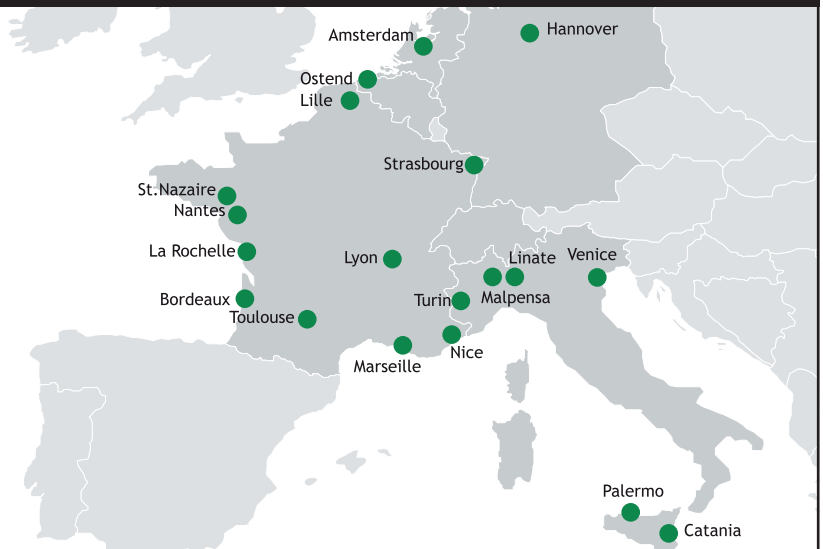 Hannover
Amsterdam
Ostend
Lille
Strasbourg
St.Nazaire
Nantes
La Rochelle
Lyon
Linate
Venice
Bordeaux
Turin
Malpensa
Toulouse
Nice
Marseille
Palermo
Catania